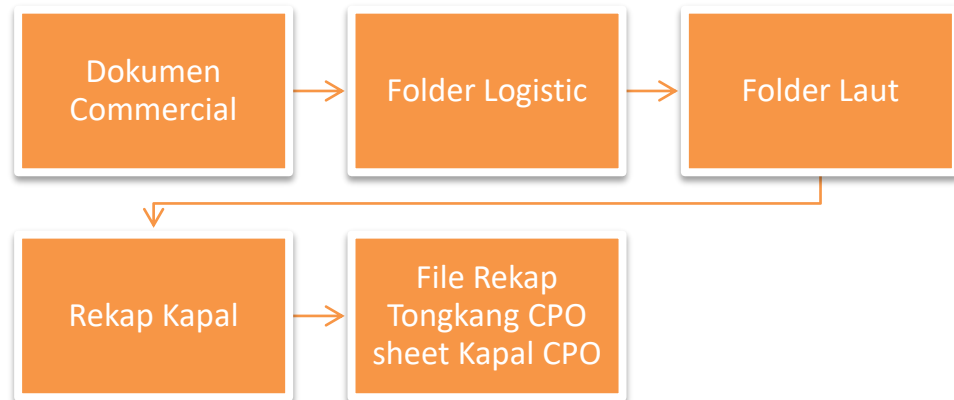 Dokumen
Commercial
Folder Logistic
Folder Laut
Rekap Kapal
File Rekap
Tongkang CPO
sheet Kapal CPO